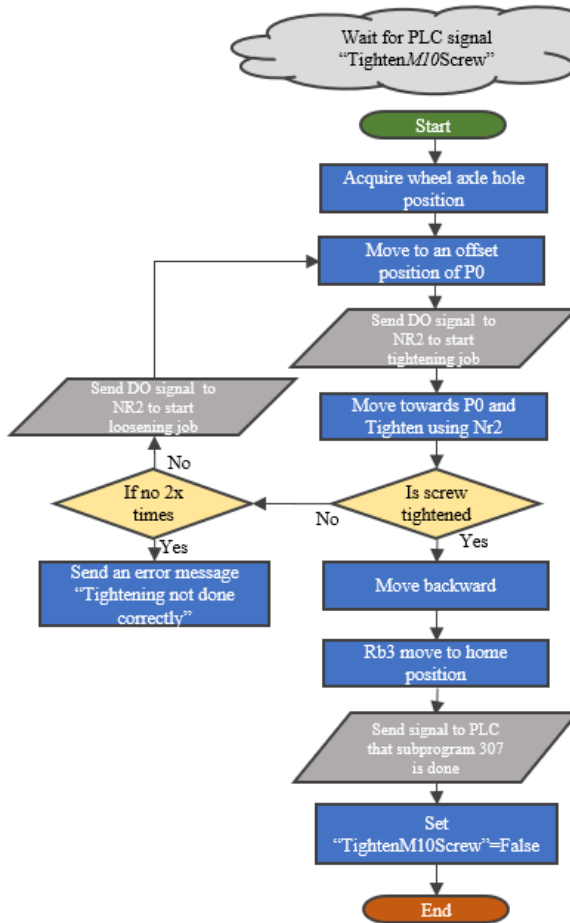 Wait for PLC signal
“TightenM10Screw”
Start
Acquire wheel axle hole
position
Move to an offset
position of P0
Send DO signal to
NR2 to start
tightening job
Send DO signal to
NR2 to start
loosening job
Move towards P0 and
Tighten using Nr2
No
If no 2x
times
Is screw
tightened
No
Yes
Yes
Send an error message
“Tightening not done
correctly”
Move backward
Rb3 move to home
position
Send signal to PLC
that subprogram 307
is done
Set
“TightenM10Screw”=False
End